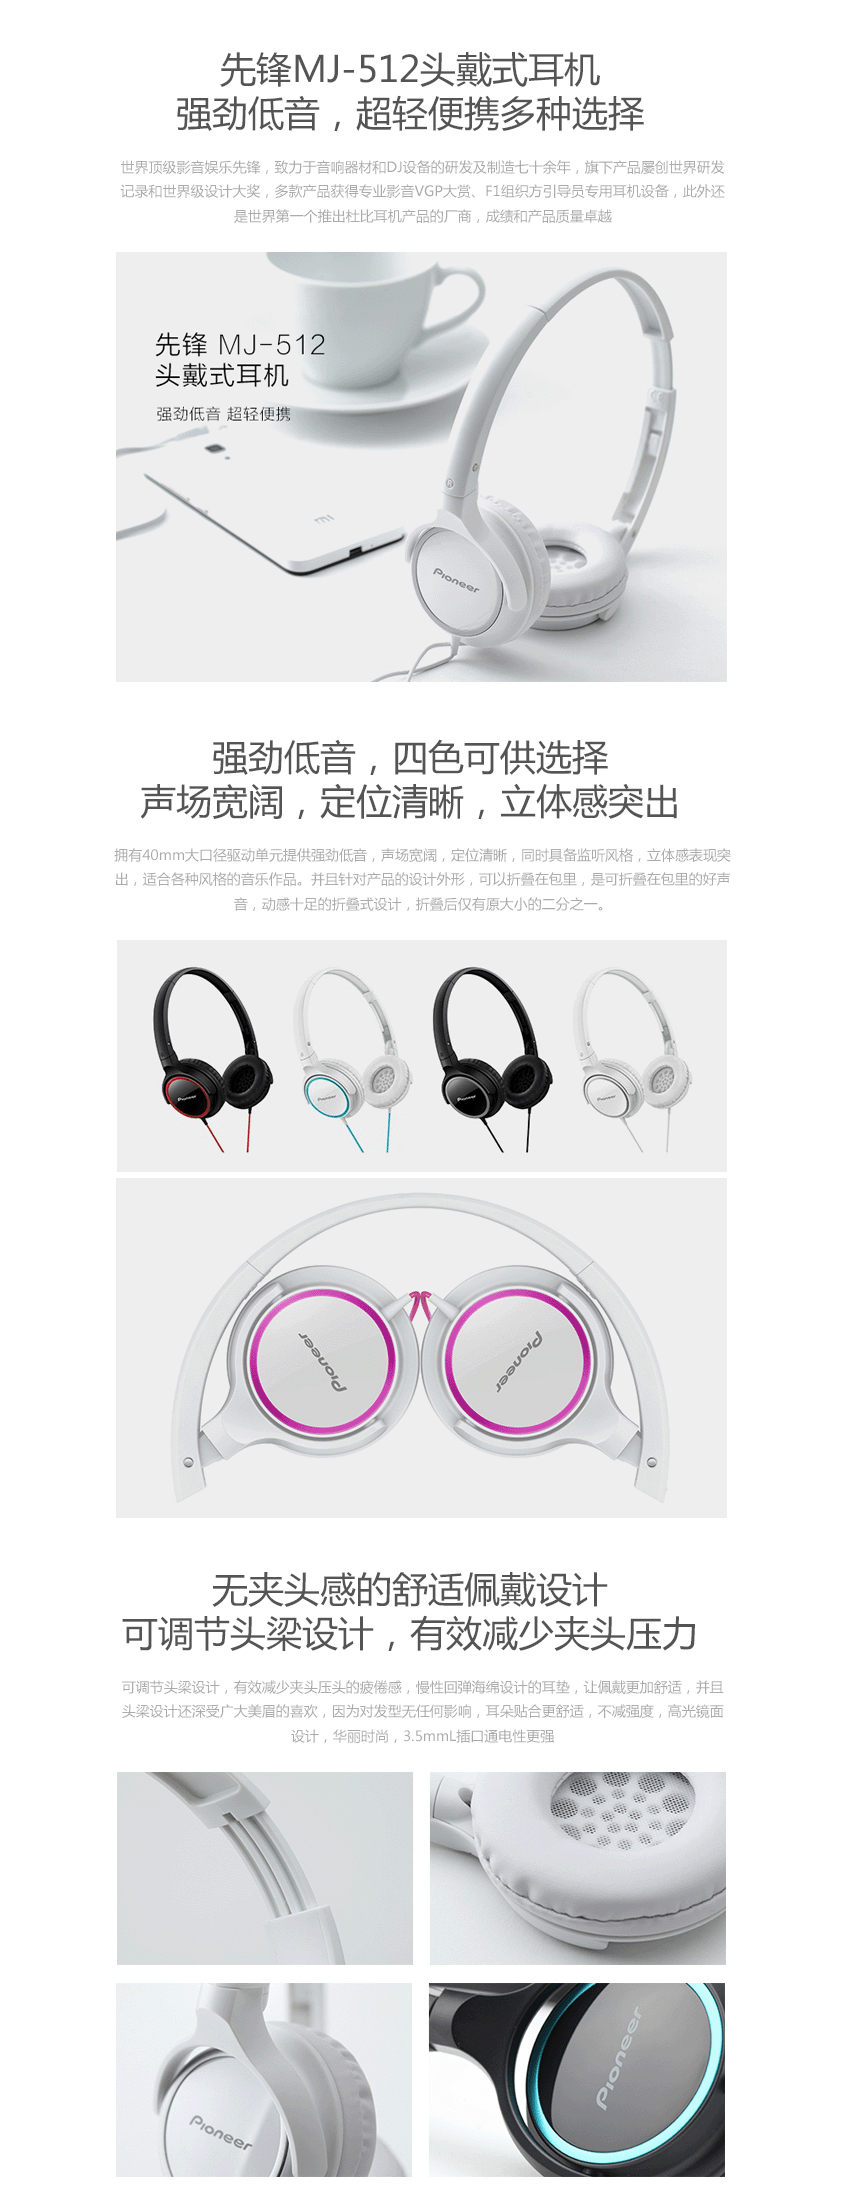 先锋MJ-512头戴式耳机
强劲低音，超轻便携多种选择
世界顶级影音娱乐先锋，致力于音响器材和DJ设备的研发及制造七十余年，旗下产品屡创世界研发
记录和世界级设计大奖，多款产品获得专业影音VGP大赏、F1组织方引导员专用耳机设备，此外还
是世界第一个推出杜比耳机产品的厂商，成绩和产品质量卓越
先锋 MJ-512
头戴式耳机
强劲低音 超轻便携
MI
Pioneer
强劲低音，四色可供选择
声场宽阔，定位清晰，立体感突出
拥有40mm大口径驱动单元提供强劲低音，声场宽阔，定位清晰，同时具备监听风格，立体感表现突
出，适合各种风格的音乐作品。并且针对产品的设计外形，可以折叠在包里，是可折叠在包里的好声
音，动感十足的折叠式设计，折叠后仅有原大小的二分之一。
Pioneer
Pioneer
Pioneer
Pioneer
Pioneer
Pioneer
无夹头感的舒适佩戴设计
可调节头梁设计，有效减少夹头压力
可调节头梁设计，有效减少夹头压头的疲倦感，慢性回弹海绵设计的耳垫，让佩戴更加舒适，并且
头梁设计还深受广大美眉的喜欢，因为对发型无任何影响，耳朵贴合更舒适，不减强度，高光镜面
设计，华丽时尚，3.5mmL插口通电性更强
Pioneer
Pioneer